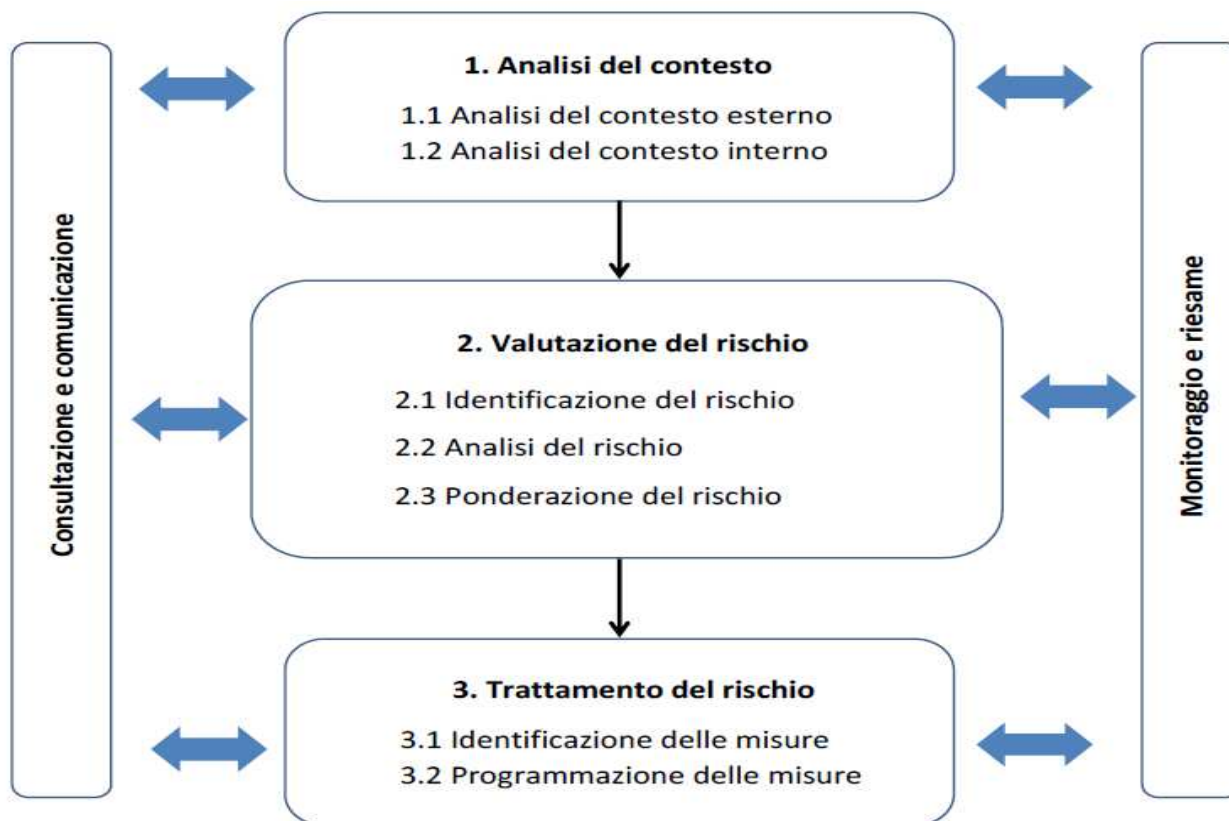 Consultazione e comunicazione
1. Analisi del contesto
1.1 Analisi del contesto esterno
1.2 Analisi del contesto interno
2. Valutazione del rischio
2.1 Identificazione del rischio
2.2 Analisi del rischio
2.3 Ponderazione del rischio
3. Trattamento del rischio
3.1 Identificazione delle misure
3.2 Programmazione delle misure
Monitoraggio e riesame